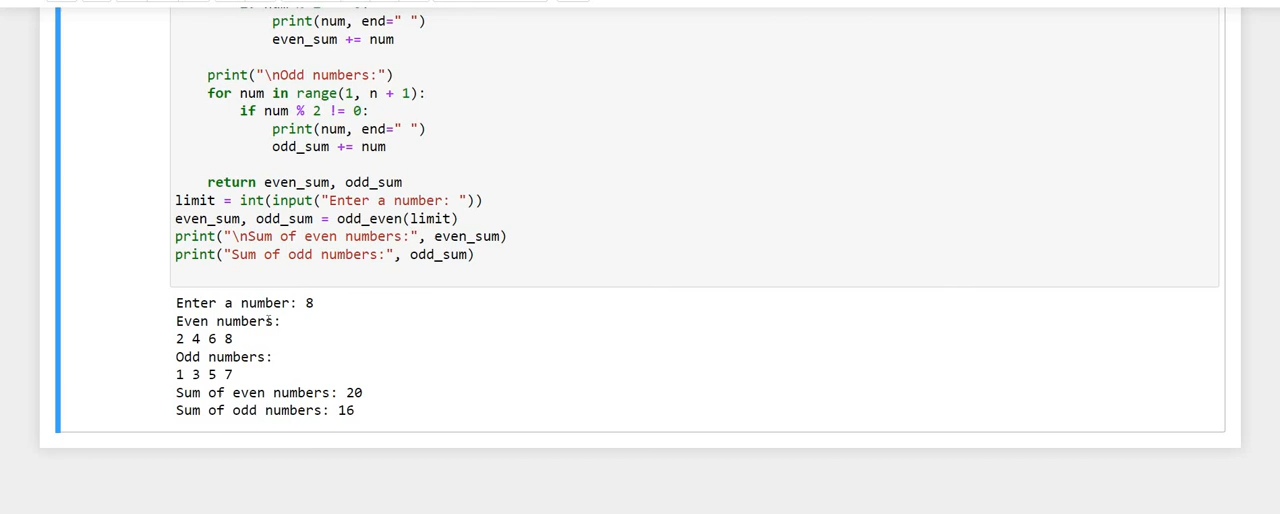 print(num, end=" ")
even_sum += num
print("\nOdd numbers:")
for num in range(1, n + 1):
if num % 2 != 0:
print(num, end=" ")
odd_sum += num
return even_sum, odd_sum
limit = int(input("Enter a number: "))
even_sum, odd_sum = odd_even(limit)
print("\nSum of even numbers:", even_sum)
print("Sum of odd numbers:", odd_sum)
Enter a number: 8
Even numbers:
2 4 6 8
Odd numbers:
1 3 5 7
Sum of even numbers: 20
Sum of odd numbers: 16